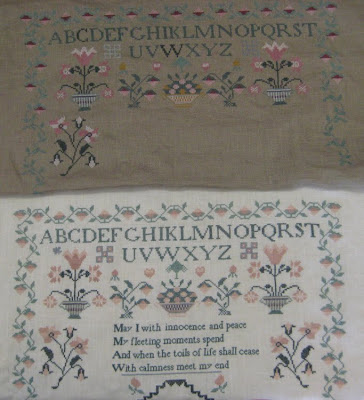 ABCDEFGHIKLMNOPQRST
UVWXYZ
ABCDEFGHIKLMNOPQRST
UVWXYZ
May I with innocence and peace
My fleeting moments spend
And when the toils of life shall cease
With calmness meet my end